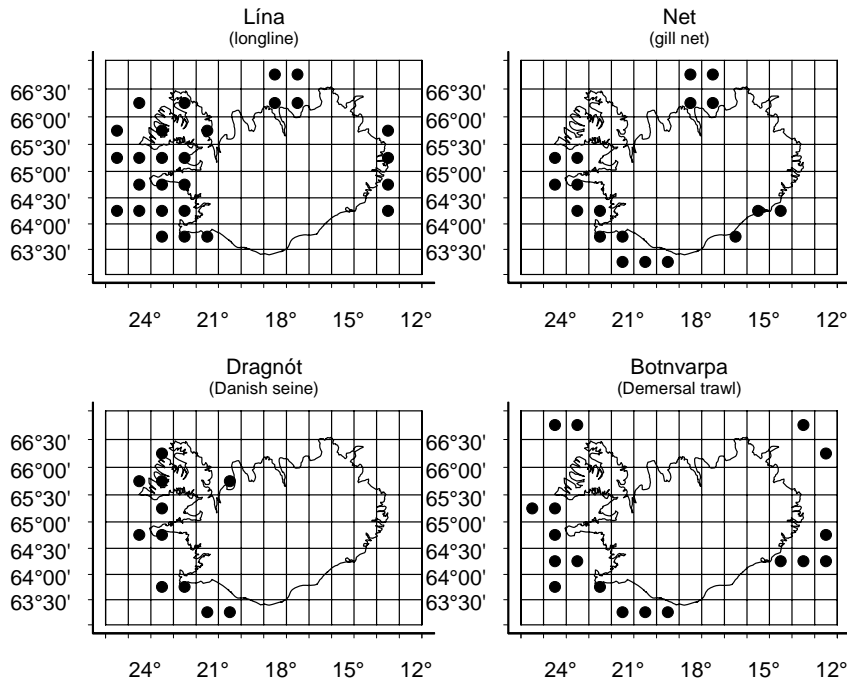 Lína
(longline)
66°30'
66°00'
65°30'
65°00'
64°30'
64°00'
63°30'
24° 21° 18° 15° 12°
Net
(gill net)
66°30'
66°00'
65°30'
65°00'
64°30'
64°00'
63°30'
24° 21° 18° 15° 12°
Dragnót
(Danish seine)
66°30'
66°00'
65°30'
65°00'
64°30'
64°00'
63°30'
24° 21° 18° 15° 12°
Botnvarpa
(Demersal trawl)
66°30'
66°00'
65°30'
65°00'
64°30'
64°00'
63°30'
24° 21° 18° 15° 12°